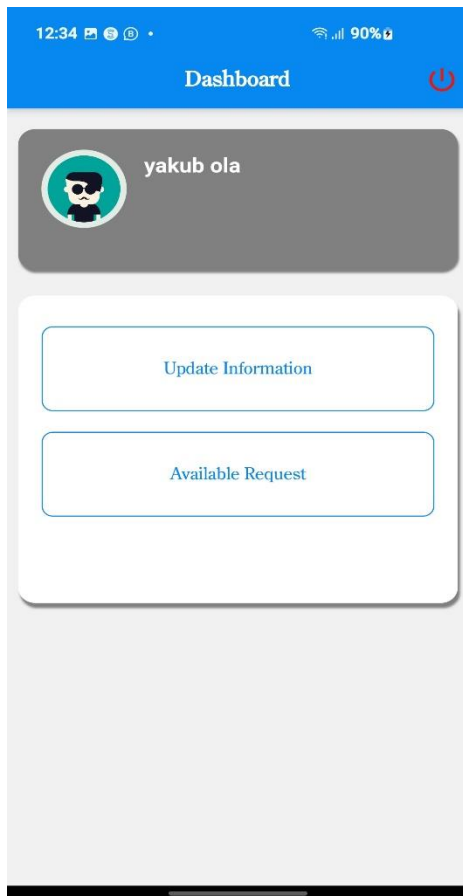 12:34
90%
Dashboard
yakub ola
Update Information
Available Request